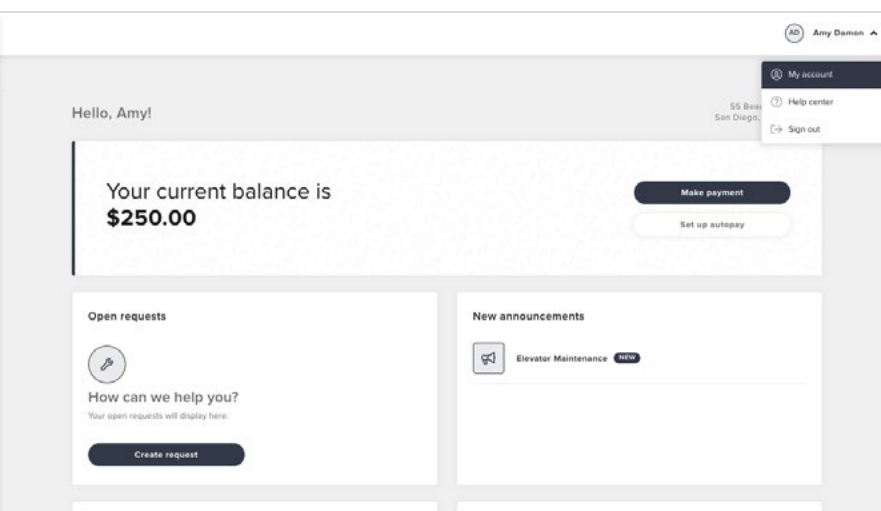 AD Amy Damon
My account
Help center
Sign out
Hello, Amy!
55
San Diego,
Your current balance is
$250.00
Make payment
Set up autopay
Open requests
How can we help you?
Your open requests will display here.
Create request
New announcements
Elevator Maintenance NEW